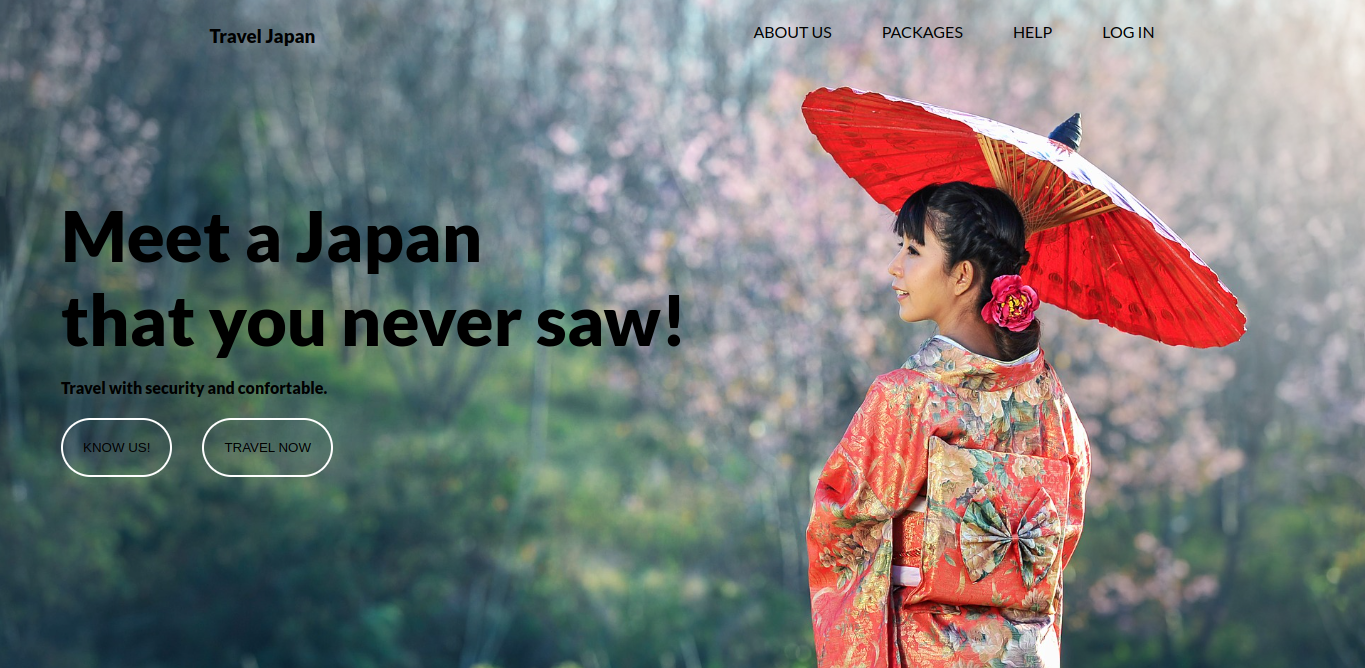 Travel Japan
ABOUT US
PACKAGES
HELP
LOG IN
Meet a Japan
that you never saw!
Travel with security and confortable.
KNOW US!
TRAVEL NOW